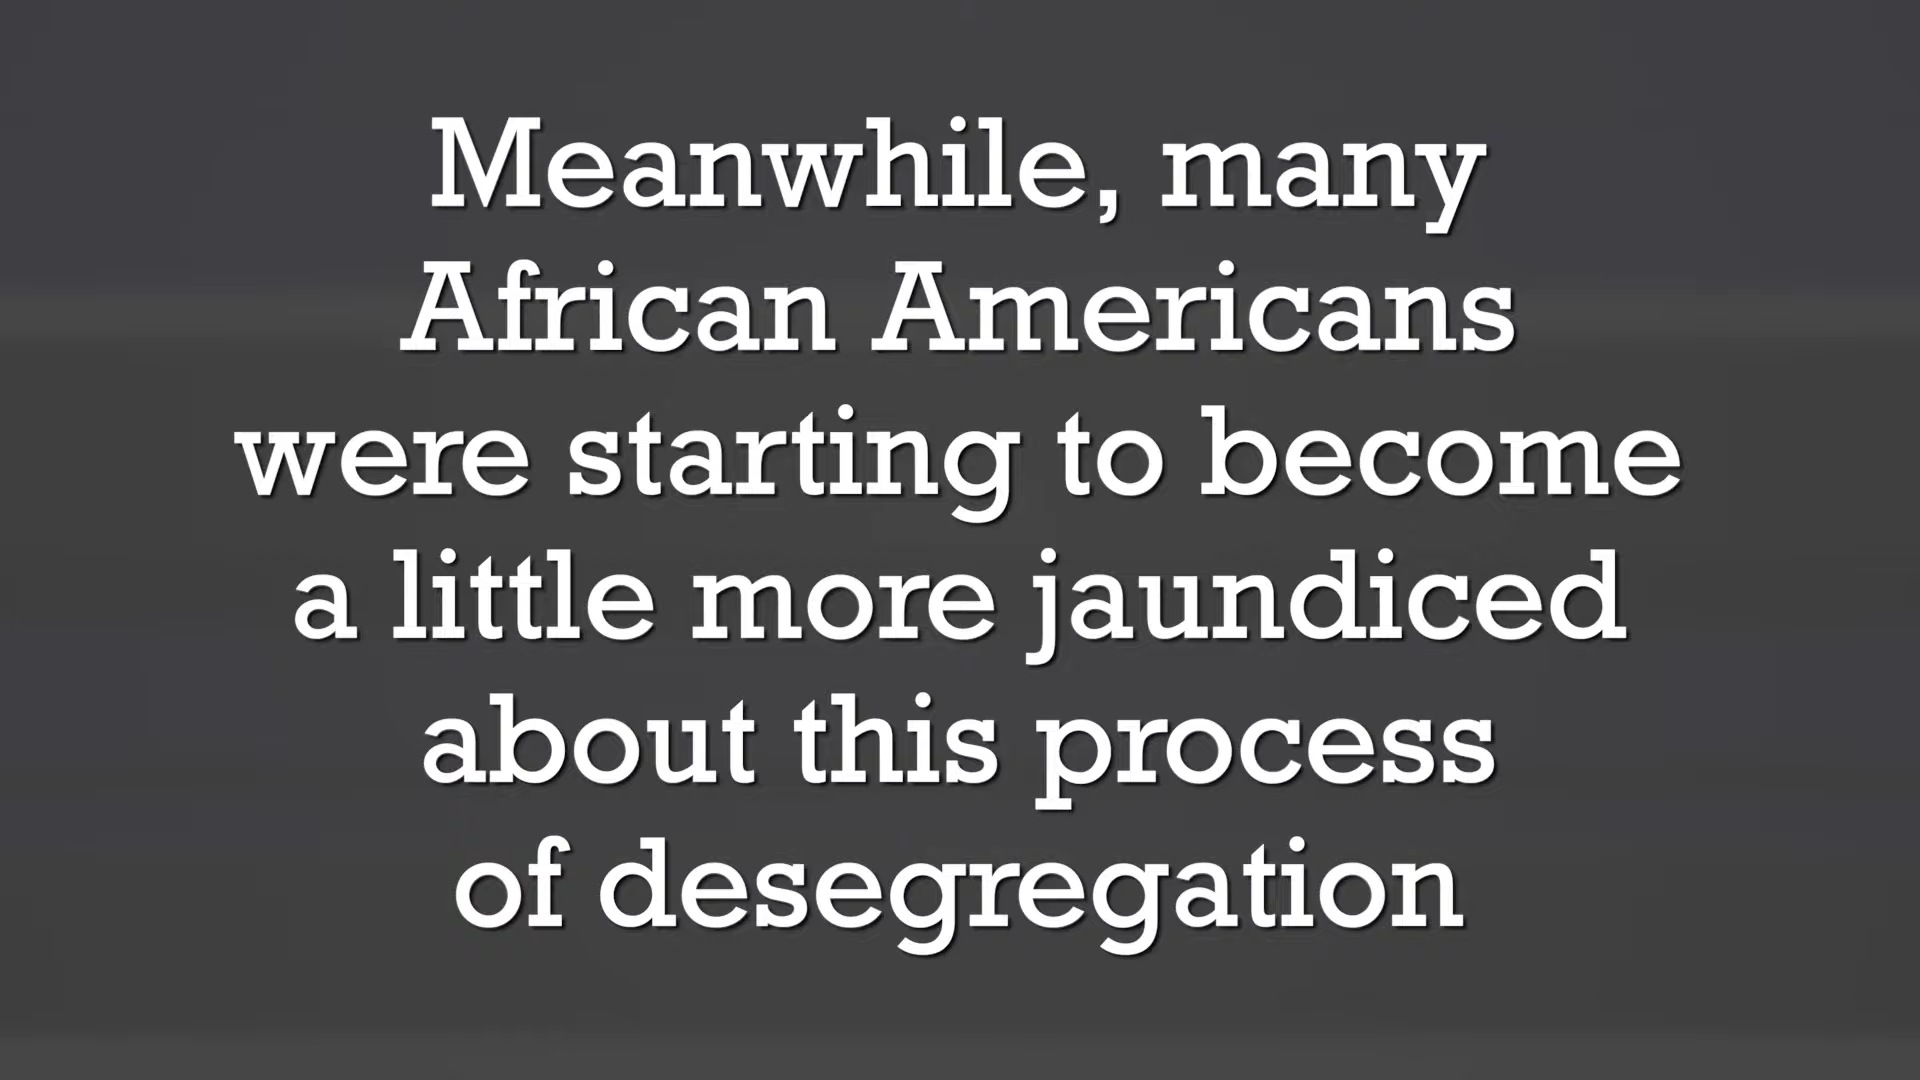 Meanwhile, many
African Americans
were starting to become
a little more jaundiced
about this process
of desegregation